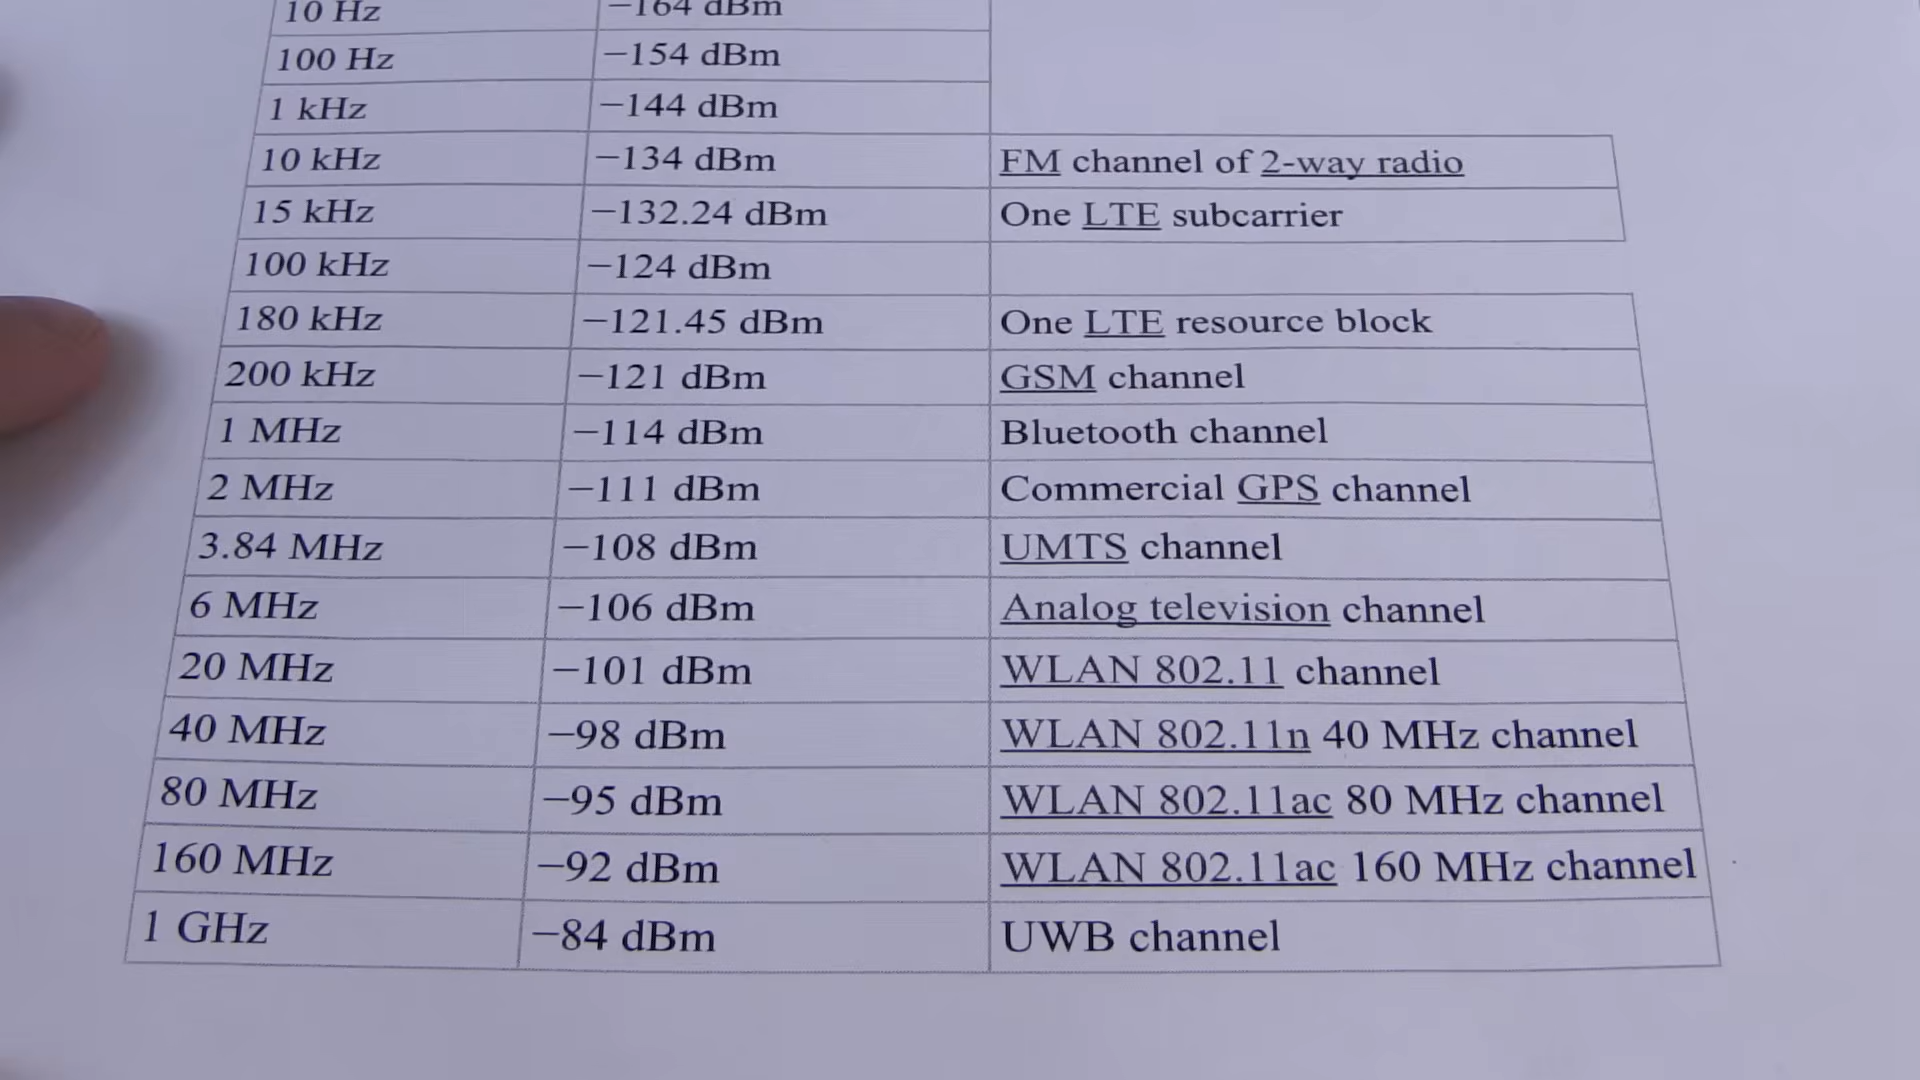 10 Hz −164 dBm
100 Hz −154 dBm
1 kHz −144 dBm
10 kHz −134 dBm FM channel of 2-way radio
15 kHz −132.24 dBm One LTE subcarrier
100 kHz −124 dBm
180 kHz −121.45 dBm One LTE resource block
200 kHz −121 dBm GSM channel
1 MHz −114 dBm Bluetooth channel
2 MHz −111 dBm Commercial GPS channel
3.84 MHz −108 dBm UMTS channel
6 MHz −106 dBm Analog television channel
20 MHz −101 dBm WLAN 802.11 channel
40 MHz −98 dBm WLAN 802.11n 40 MHz channel
80 MHz −95 dBm WLAN 802.11ac 80 MHz channel
160 MHz −92 dBm WLAN 802.11ac 160 MHz channel
1 GHz −84 dBm UWB channel